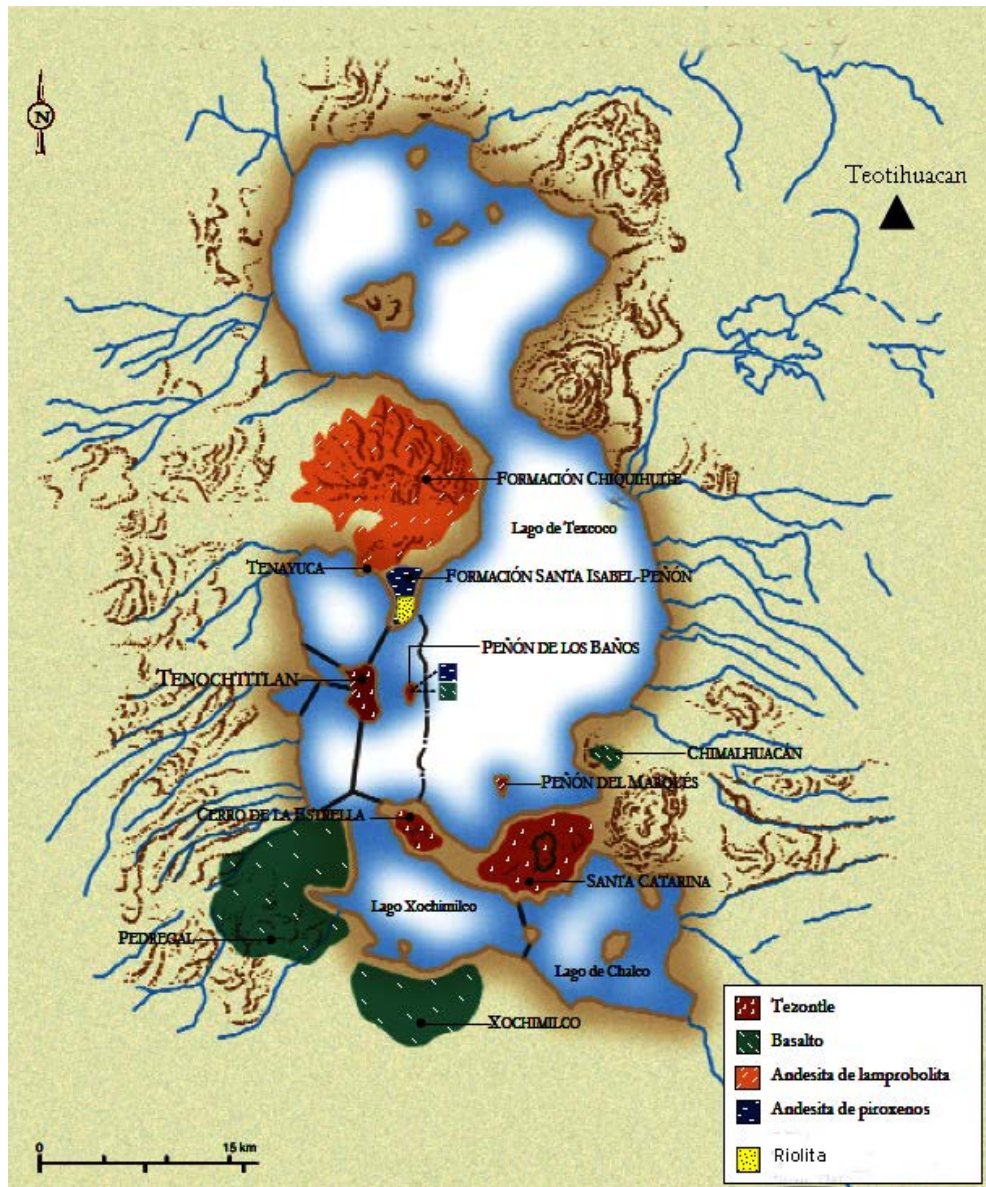 N
Teotihuacan
Formación Chiquihuite
Lago de Texcoco
Tenayuca
Formación Santa Isabel-Peñón
Peñón de los Baños
Tenochtitlan
Chimalhuacán
Peñón del Marqués
Cerro de la Estrella
Santa Catarina
Lago Xochimilco
Pedregal
Lago de Chalco
Xochimilco
Tezontle
Basalto
Andesita de lamprobolita
Andesita de piroxenos
Riolita
0 15 km